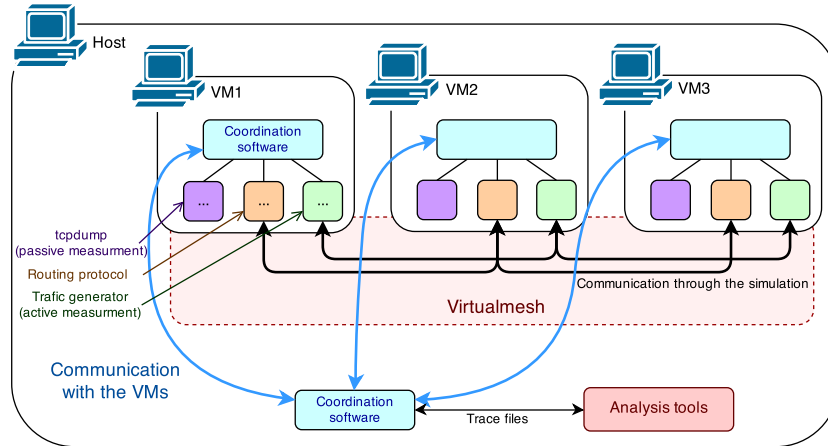 Host
VM1
VM2
VM3
Coordination
software
...
...
...
tcpdump
(passive measurment)
Routing protocol
Trafic generator
(active measurment)
Communication through the simulation
Virtualmesh
Communication
with the VMs
Coordination
software
Trace files
Analysis tools